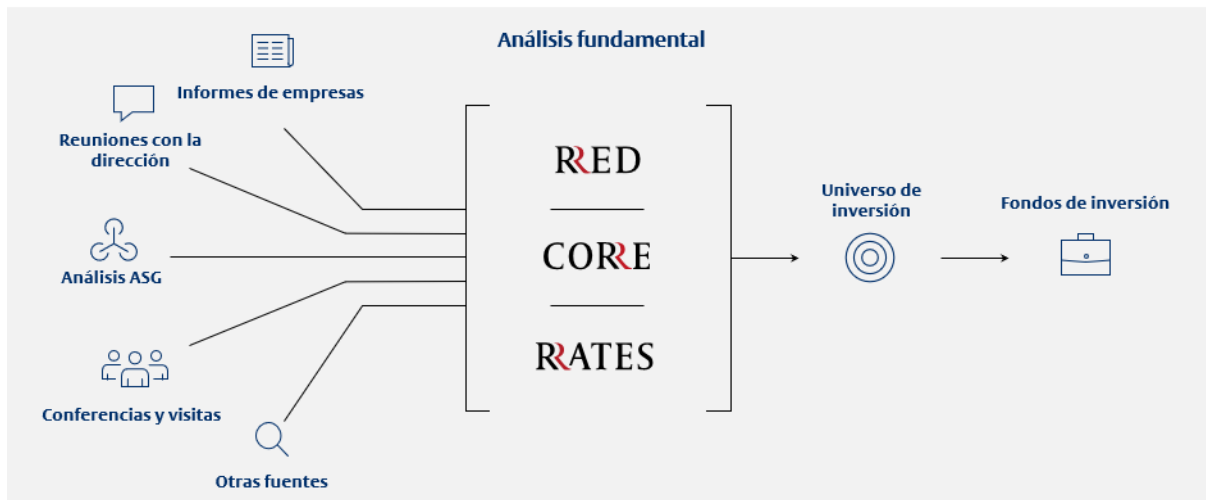 Análisis fundamental
Informes de empresas
Reuniones con la
dirección
Análisis ASG
Conferencias y visitas
Otras fuentes
RRED
CORRE
RRATES
Universo de
inversión
Fondos de inversión